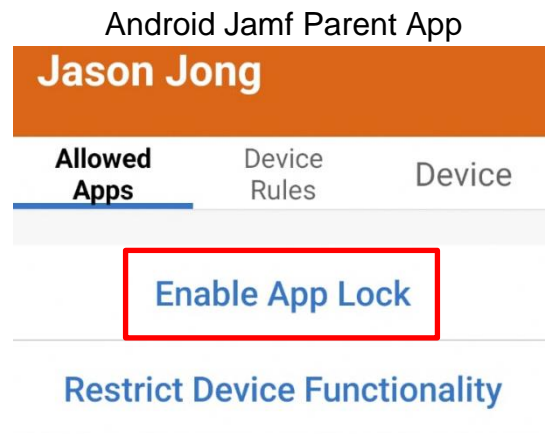 Android Jamf Parent App
Jason Jong
Allowed
Apps
Device
Rules
Device
Enable App Lock
Restrict Device Functionality